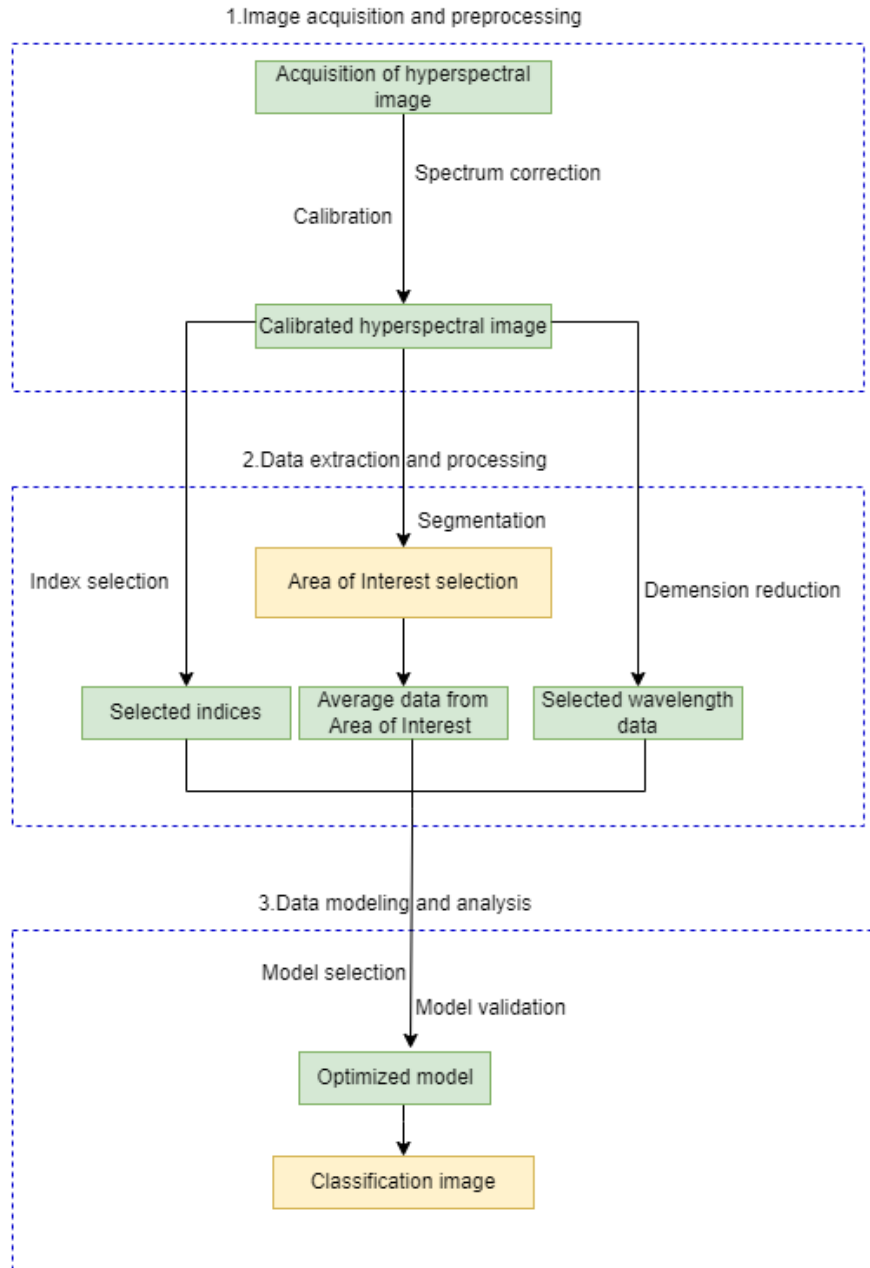 1.Image acquisition and preprocessing
Acquisition of hyperspectral
image
Spectrum correction
Calibration
Calibrated hyperspectral image
2.Data extraction and processing
Segmentation
Index selection
Area of Interest selection
Demension reduction
Selected indices
Average data from
Area of Interest
Selected wavelength
data
3.Data modeling and analysis
Model selection
Model validation
Optimized model
Classification image